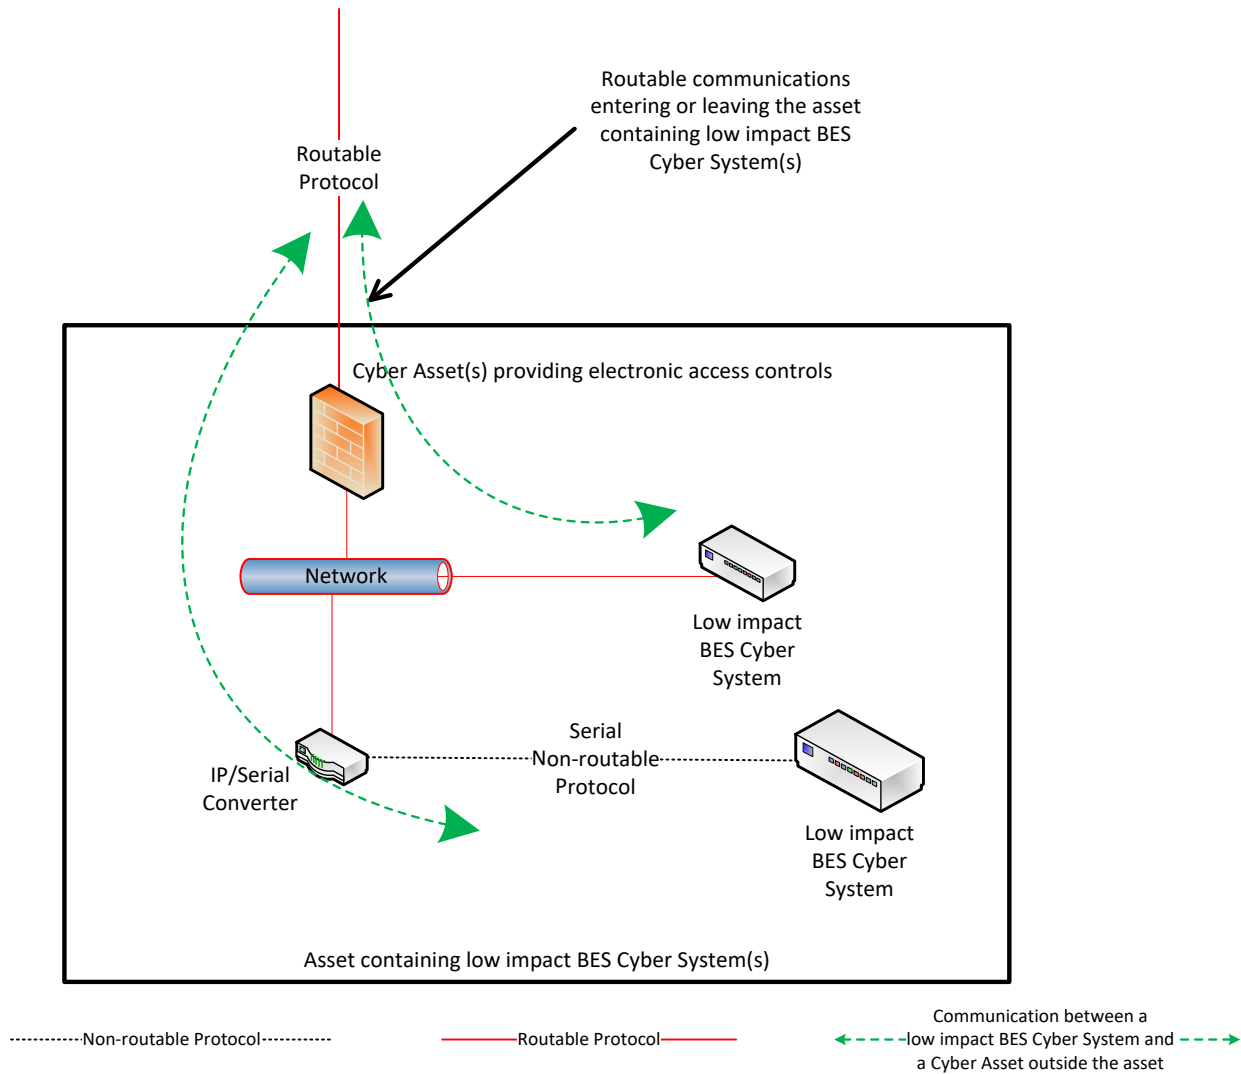 Routable communications
entering or leaving the asset
containing low impact BES
Cyber System(s)
Routable
Protocol
Cyber Asset(s) providing electronic access controls
Network
Low impact
BES Cyber
System
Serial
Non-routable
Protocol
IP/Serial
Converter
Low impact
BES Cyber
System
Asset containing low impact BES Cyber System(s)
Non-routable Protocol
Routable Protocol
Communication between a
low impact BES Cyber System and
a Cyber Asset outside the asset